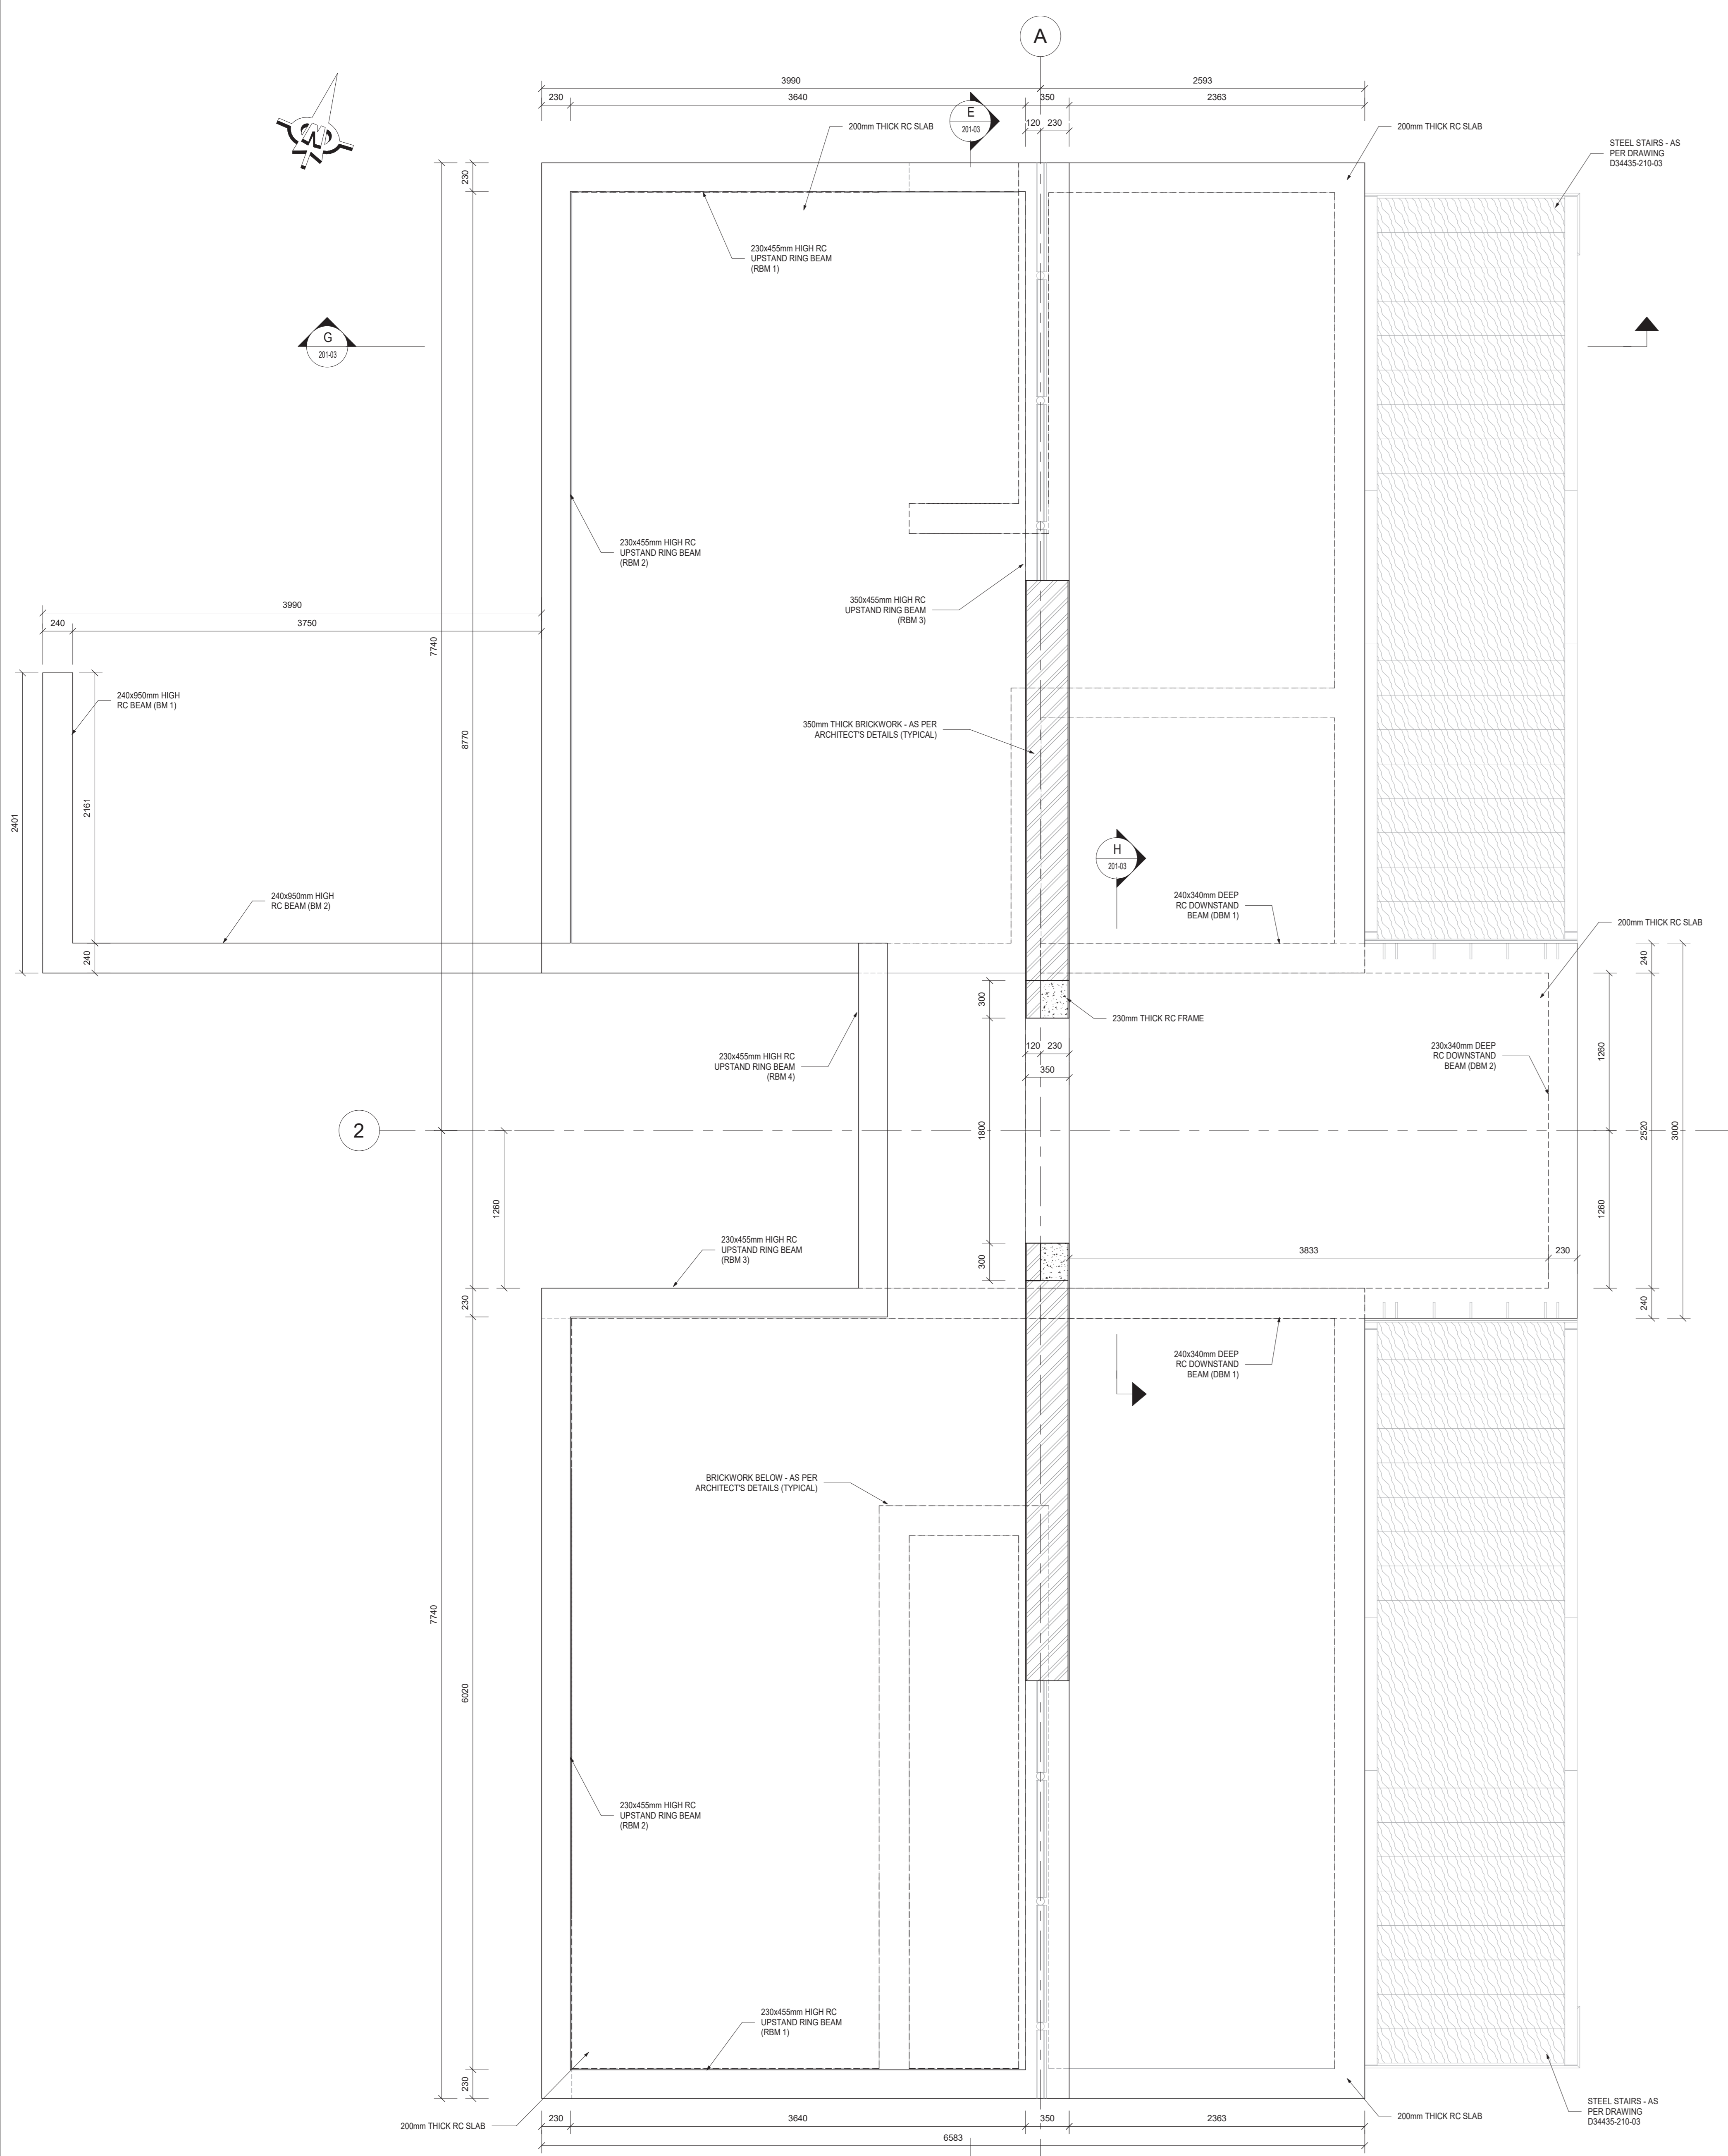 A
3990
2593
230
3640
350
2363
E
201-03
120
230
200mm THICK RC SLAB
200mm THICK RC SLAB
STEEL STAIRS - AS
PER DRAWING
D34435-210-03
230
230x455mm HIGH RC
UPSTAND RING BEAM
(RBM 1)
G
201-03
230x455mm HIGH RC
UPSTAND RING BEAM
(RBM 2)
350x455mm HIGH RC
UPSTAND RING BEAM
(RBM 3)
3990
240
3750
7740
240x950mm HIGH
RC BEAM (BM 1)
350mm THICK BRICKWORK - AS PER
ARCHITECT'S DETAILS (TYPICAL)
8770
2401
2161
H
201-03
240x950mm HIGH
RC BEAM (BM 2)
240x340mm DEEP
RC DOWNSTAND
BEAM (DBM 1)
200mm THICK RC SLAB
240
240
300
230mm THICK RC FRAME
120
230
350
230x455mm HIGH RC
UPSTAND RING BEAM
(RBM 4)
230x340mm DEEP
RC DOWNSTAND
BEAM (DBM 2)
1260
2
1800
2520
3000
1260
1260
230x455mm HIGH RC
UPSTAND RING BEAM
(RBM 3)
300
3833
230
230
240
240x340mm DEEP
RC DOWNSTAND
BEAM (DBM 1)
BRICKWORK BELOW - AS PER
ARCHITECT'S DETAILS (TYPICAL)
7740
6020
230x455mm HIGH RC
UPSTAND RING BEAM
(RBM 2)
230x455mm HIGH RC
UPSTAND RING BEAM
(RBM 1)
230
200mm THICK RC SLAB
230
3640
350
2363
200mm THICK RC SLAB
STEEL STAIRS - AS
PER DRAWING
D34435-210-03
6583